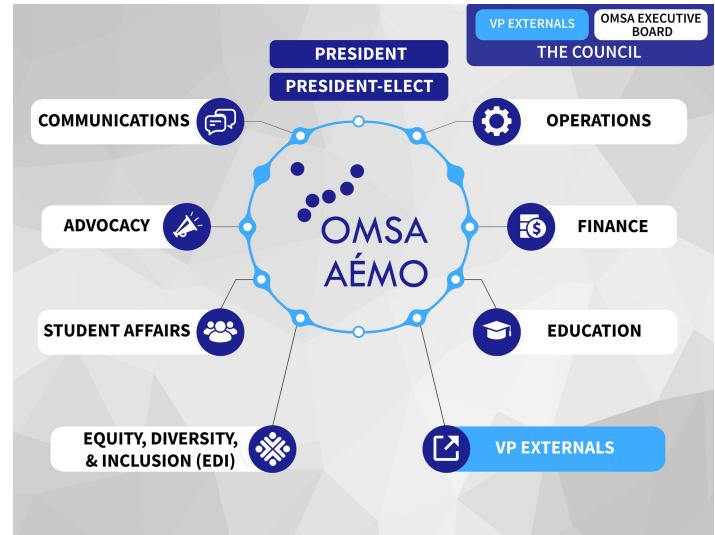 VP EXTERNALS
OMSA EXECUTIVE
BOARD
THE COUNCIL
PRESIDENT
PRESIDENT-ELECT
COMMUNICATIONS
OPERATIONS
ADVOCACY
FINANCE
OMSA
AÉMO
STUDENT AFFAIRS
EDUCATION
EQUITY, DIVERSITY,
& INCLUSION (EDI)
VP EXTERNALS